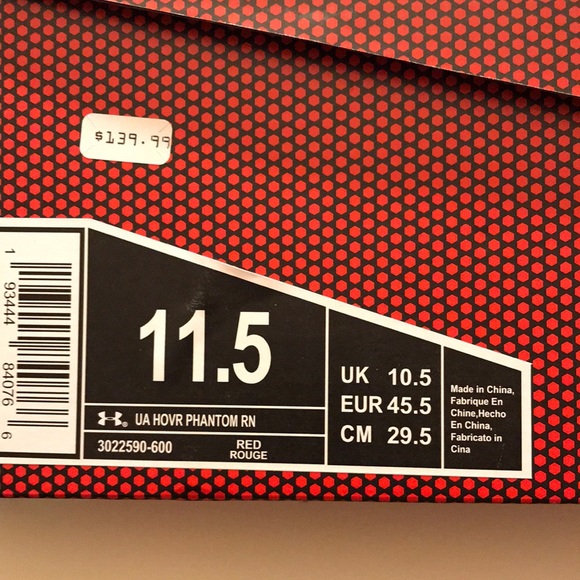 $139.99
1 93444 84076 6
11.5
UA HOVR PHANTOM RN
3022590-600 RED
ROUGE
UK 10.5
EUR 45.5
CM 29.5
Made in China,
Fabrique En
Chine,Hecho
En China,
Fabricato in
Cina